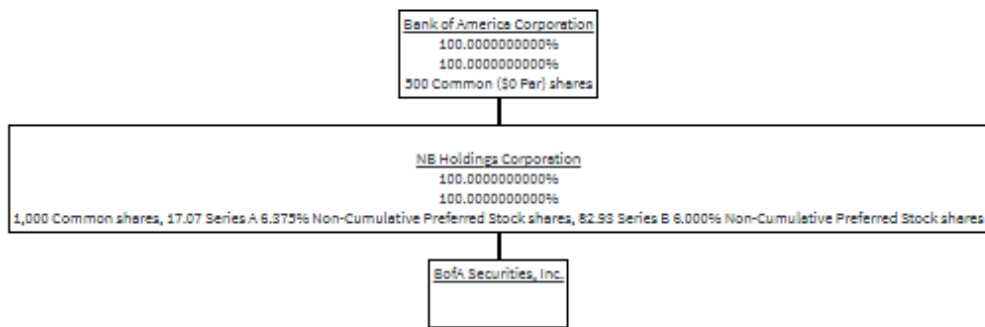 Bank of America Corporation
100.0000000000%
100.0000000000%
500 Common ($0 Par) shares
NB Holdings Corporation
100.0000000000%
100.0000000000%
1,000 Common shares, 17.07 Series A 6.375% Non-Cumulative Preferred Stock shares, 82.93 Series B 6.000% Non-Cumulative Preferred Stock shares
BofA Securities, Inc.